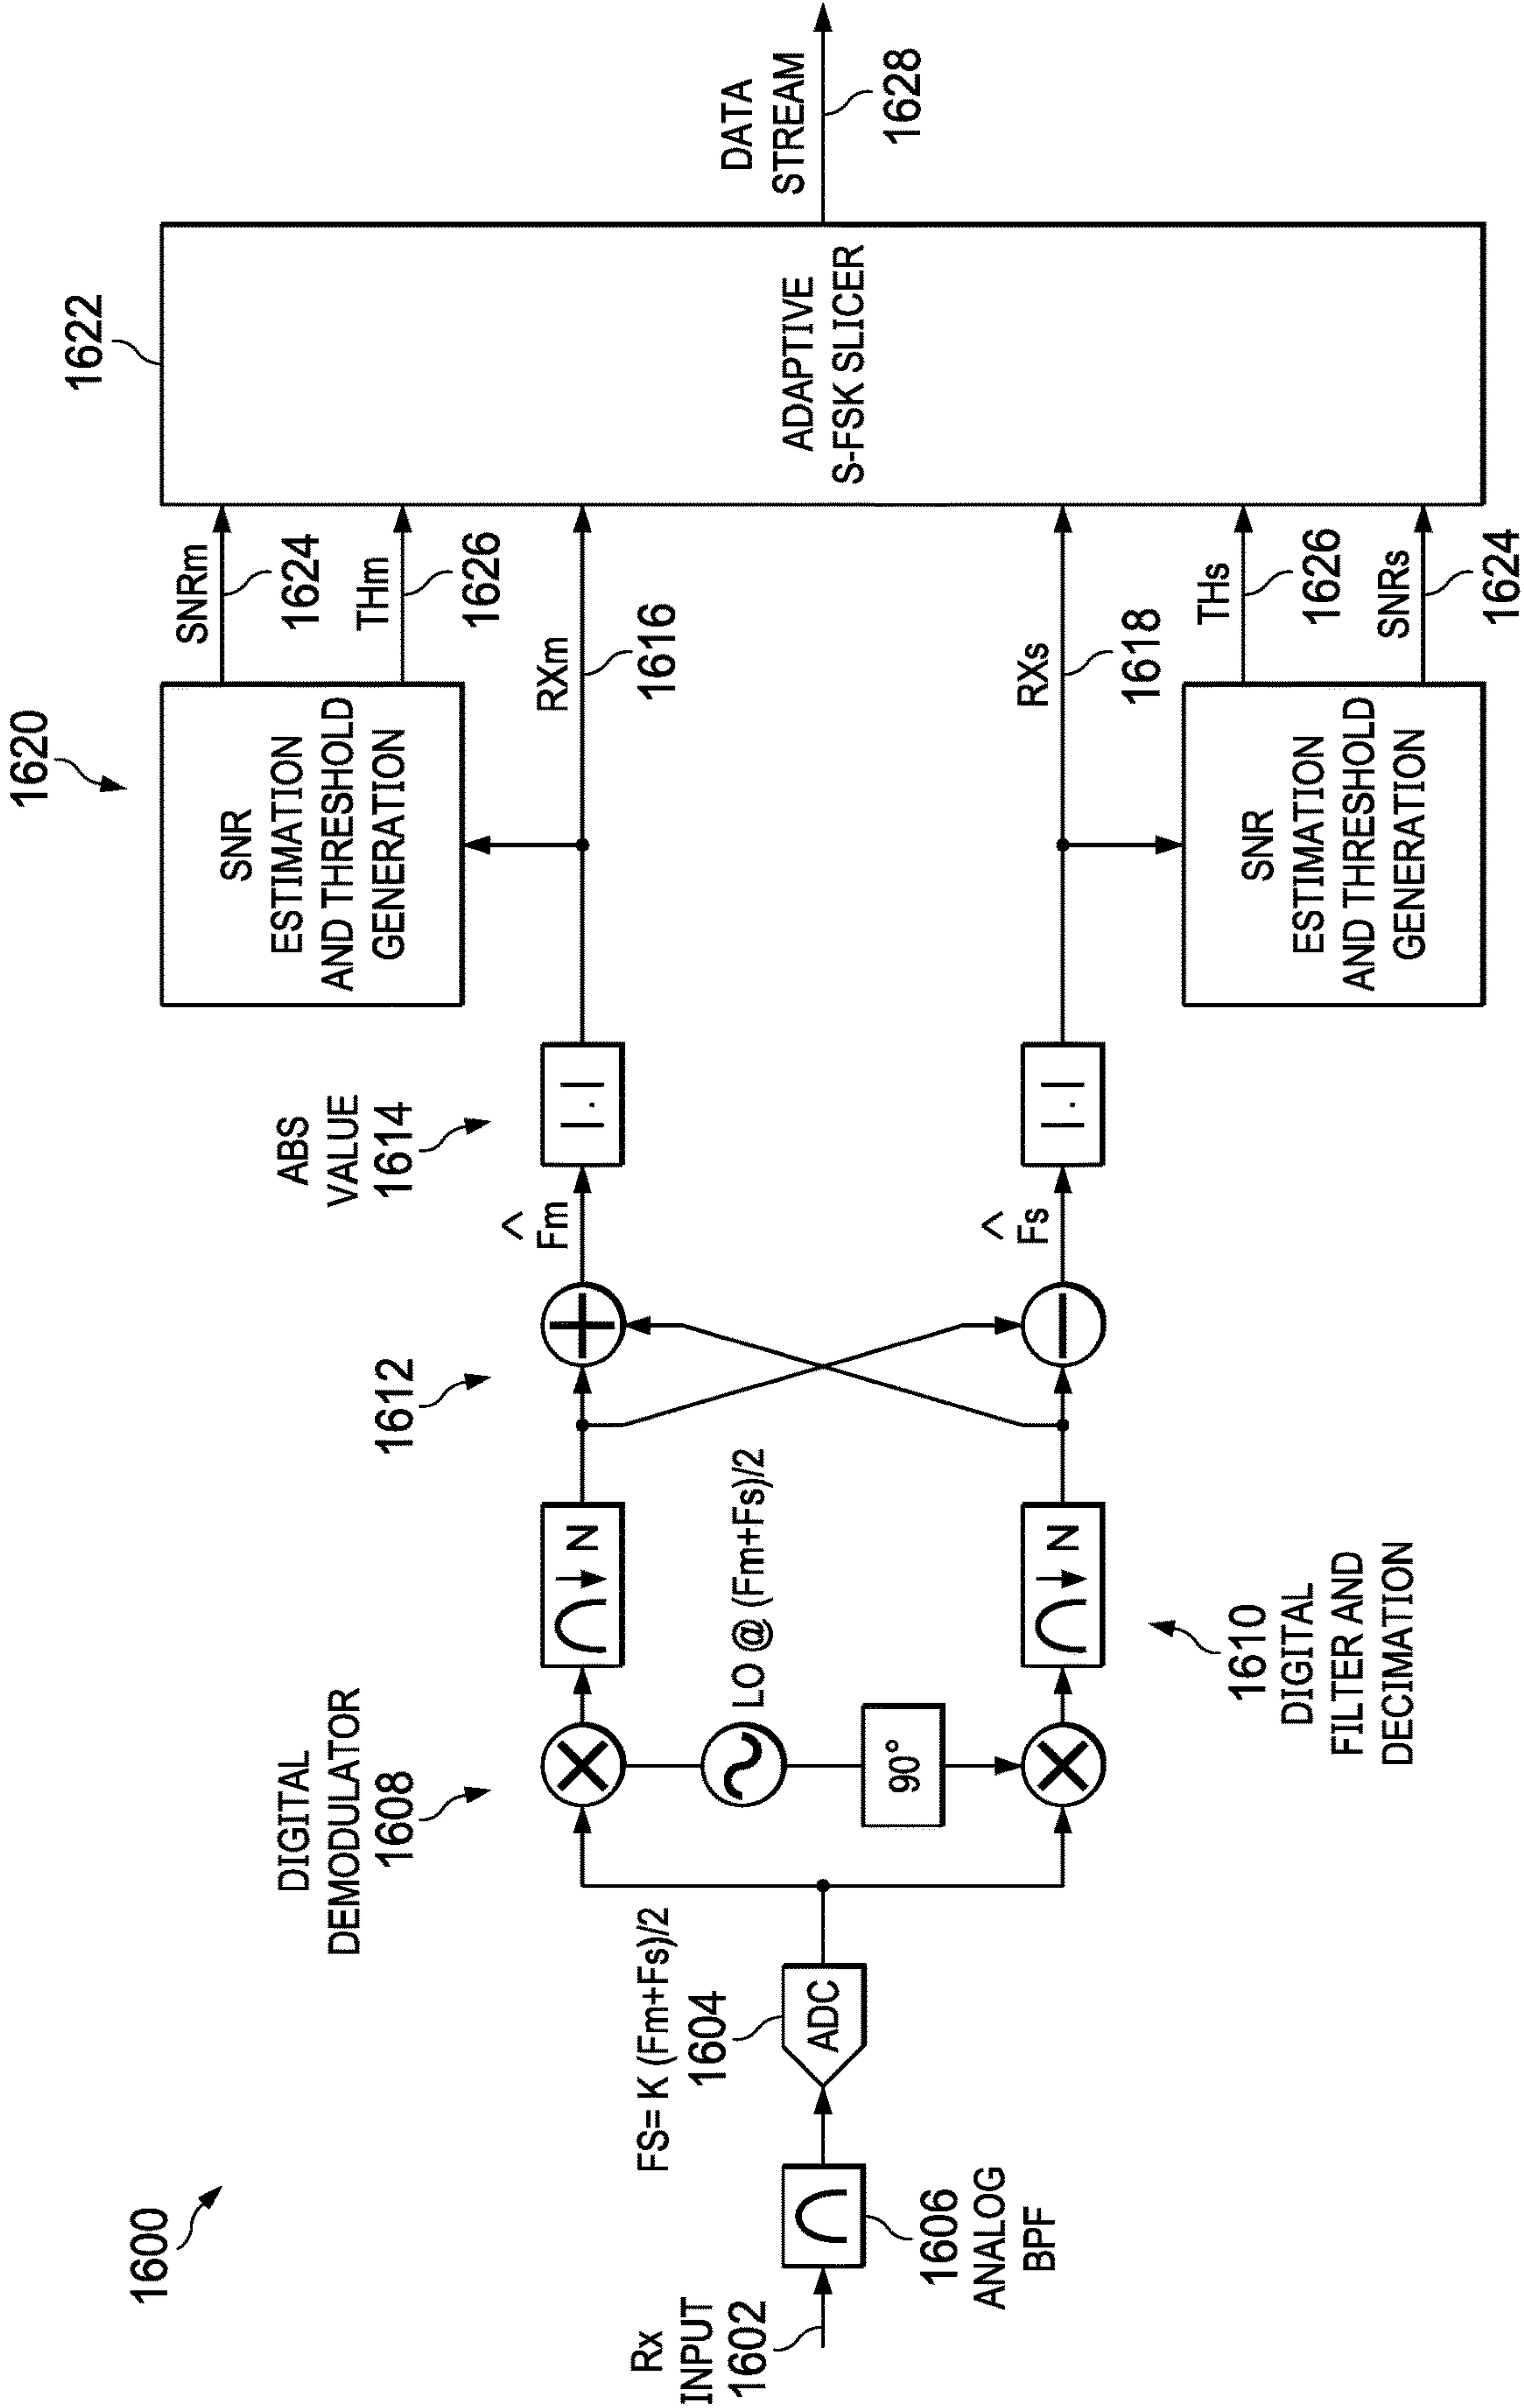 1600
Rx
INPUT
1602
1606
ANALOG
BPF
FS= K (Fm+Fs)/2
1604
ADC
DIGITAL
DEMODULATOR
1608
LO @ (Fm+Fs)/2
90°
N
N
1610
DIGITAL
FILTER AND
DECIMATION
1612
^
Fm
^
Fs
ABS
VALUE
1614
| . |
| . |
1620
SNR
ESTIMATION
AND THRESHOLD
GENERATION
SNR
ESTIMATION
AND THRESHOLD
GENERATION
SNRm
1624
THm
1626
RXm
1616
RXs
1618
THs
1626
SNRs
1624
1622
ADAPTIVE
S-FSK SLICER
DATA
STREAM
1628